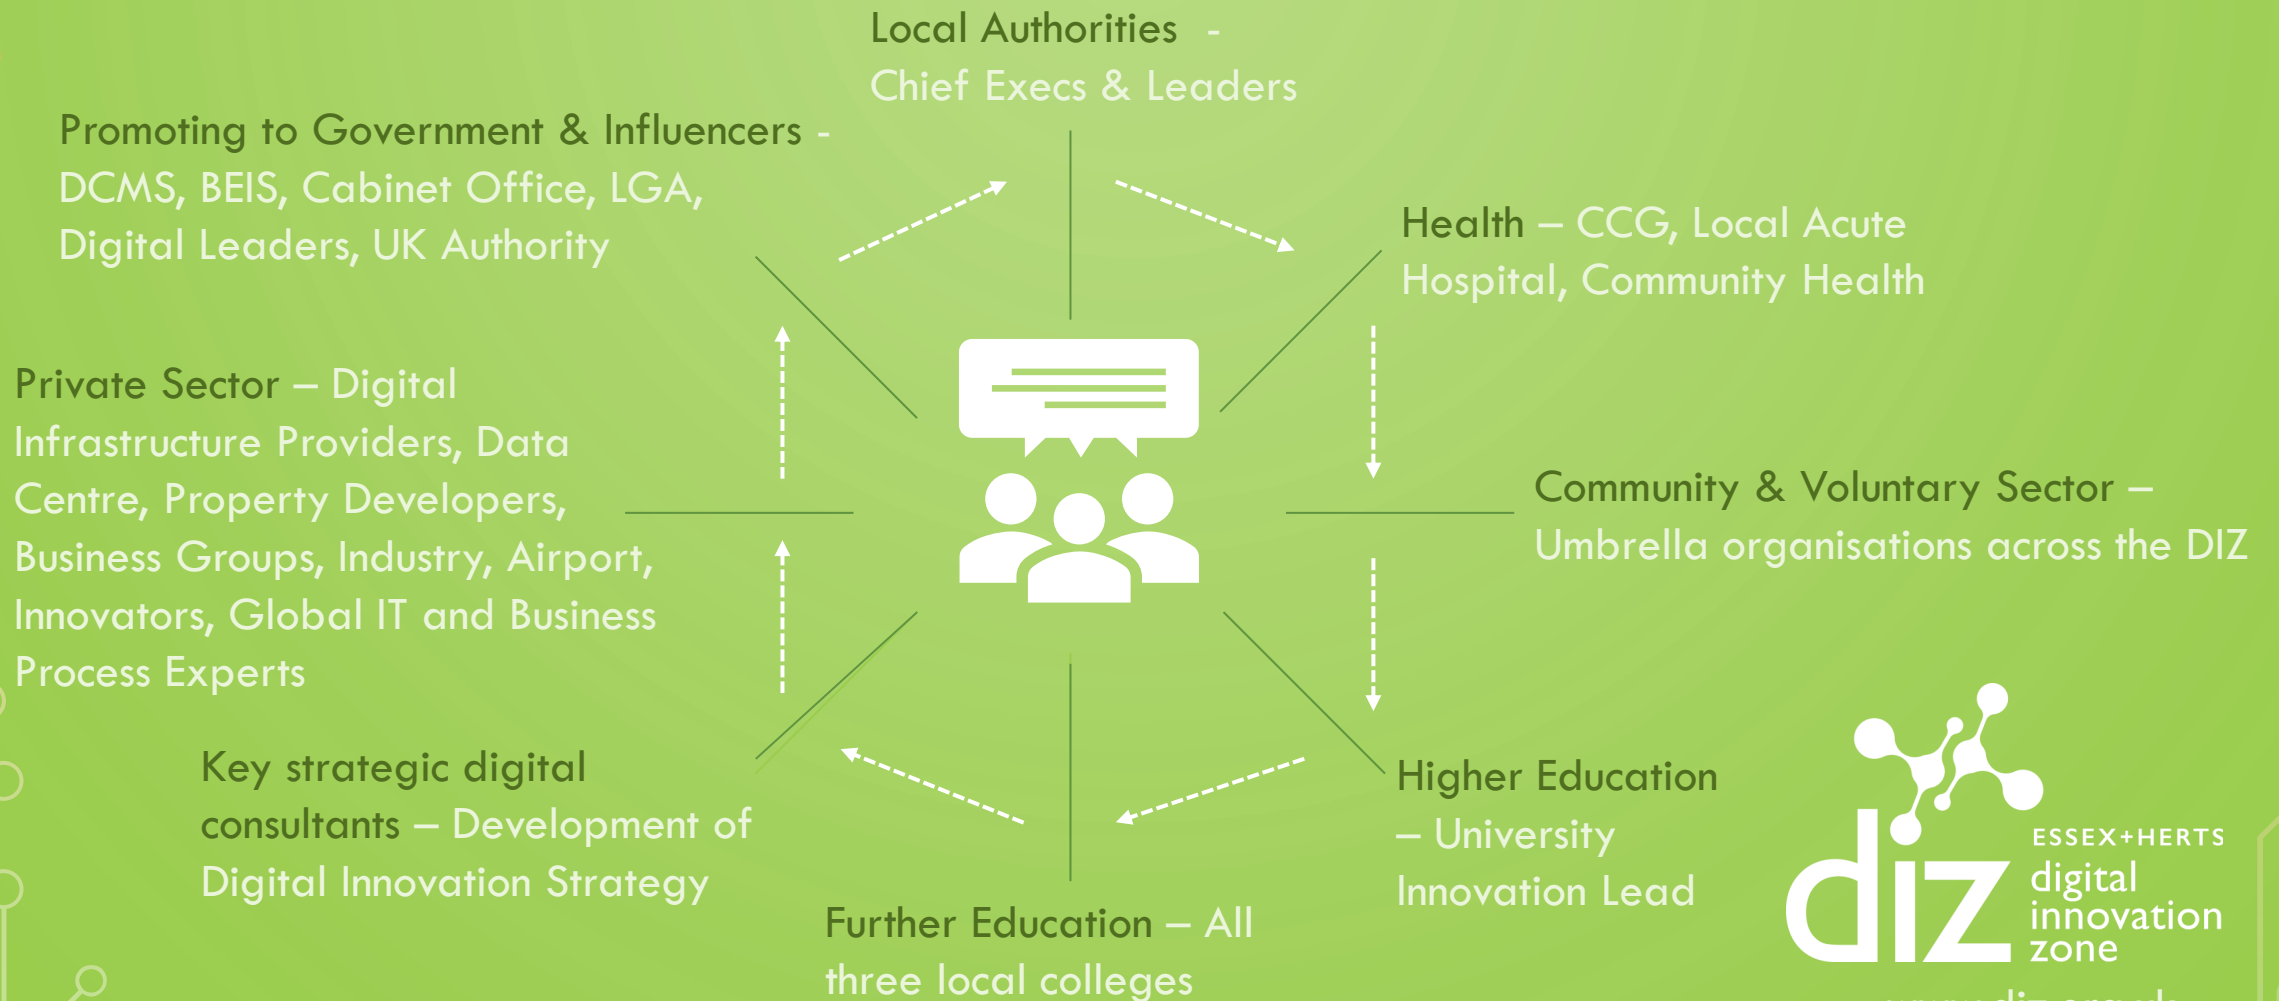 Local Authorities -
Chief Execs & Leaders
Promoting to Government & Influencers -
DCMS, BEIS, Cabinet Office, LGA,
Digital Leaders, UK Authority
Health – CCG, Local Acute
Hospital, Community Health
Private Sector – Digital
Infrastructure Providers, Data
Centre, Property Developers,
Business Groups, Industry, Airport,
Innovators, Global IT and Business
Process Experts
Community & Voluntary Sector –
Umbrella organisations across the DIZ
Key strategic digital
consultants – Development of
Digital Innovation Strategy
Higher Education
– University
Innovation Lead
Further Education – All
three local colleges
diz
ESSEX+HERTS
digital
innovation
zone